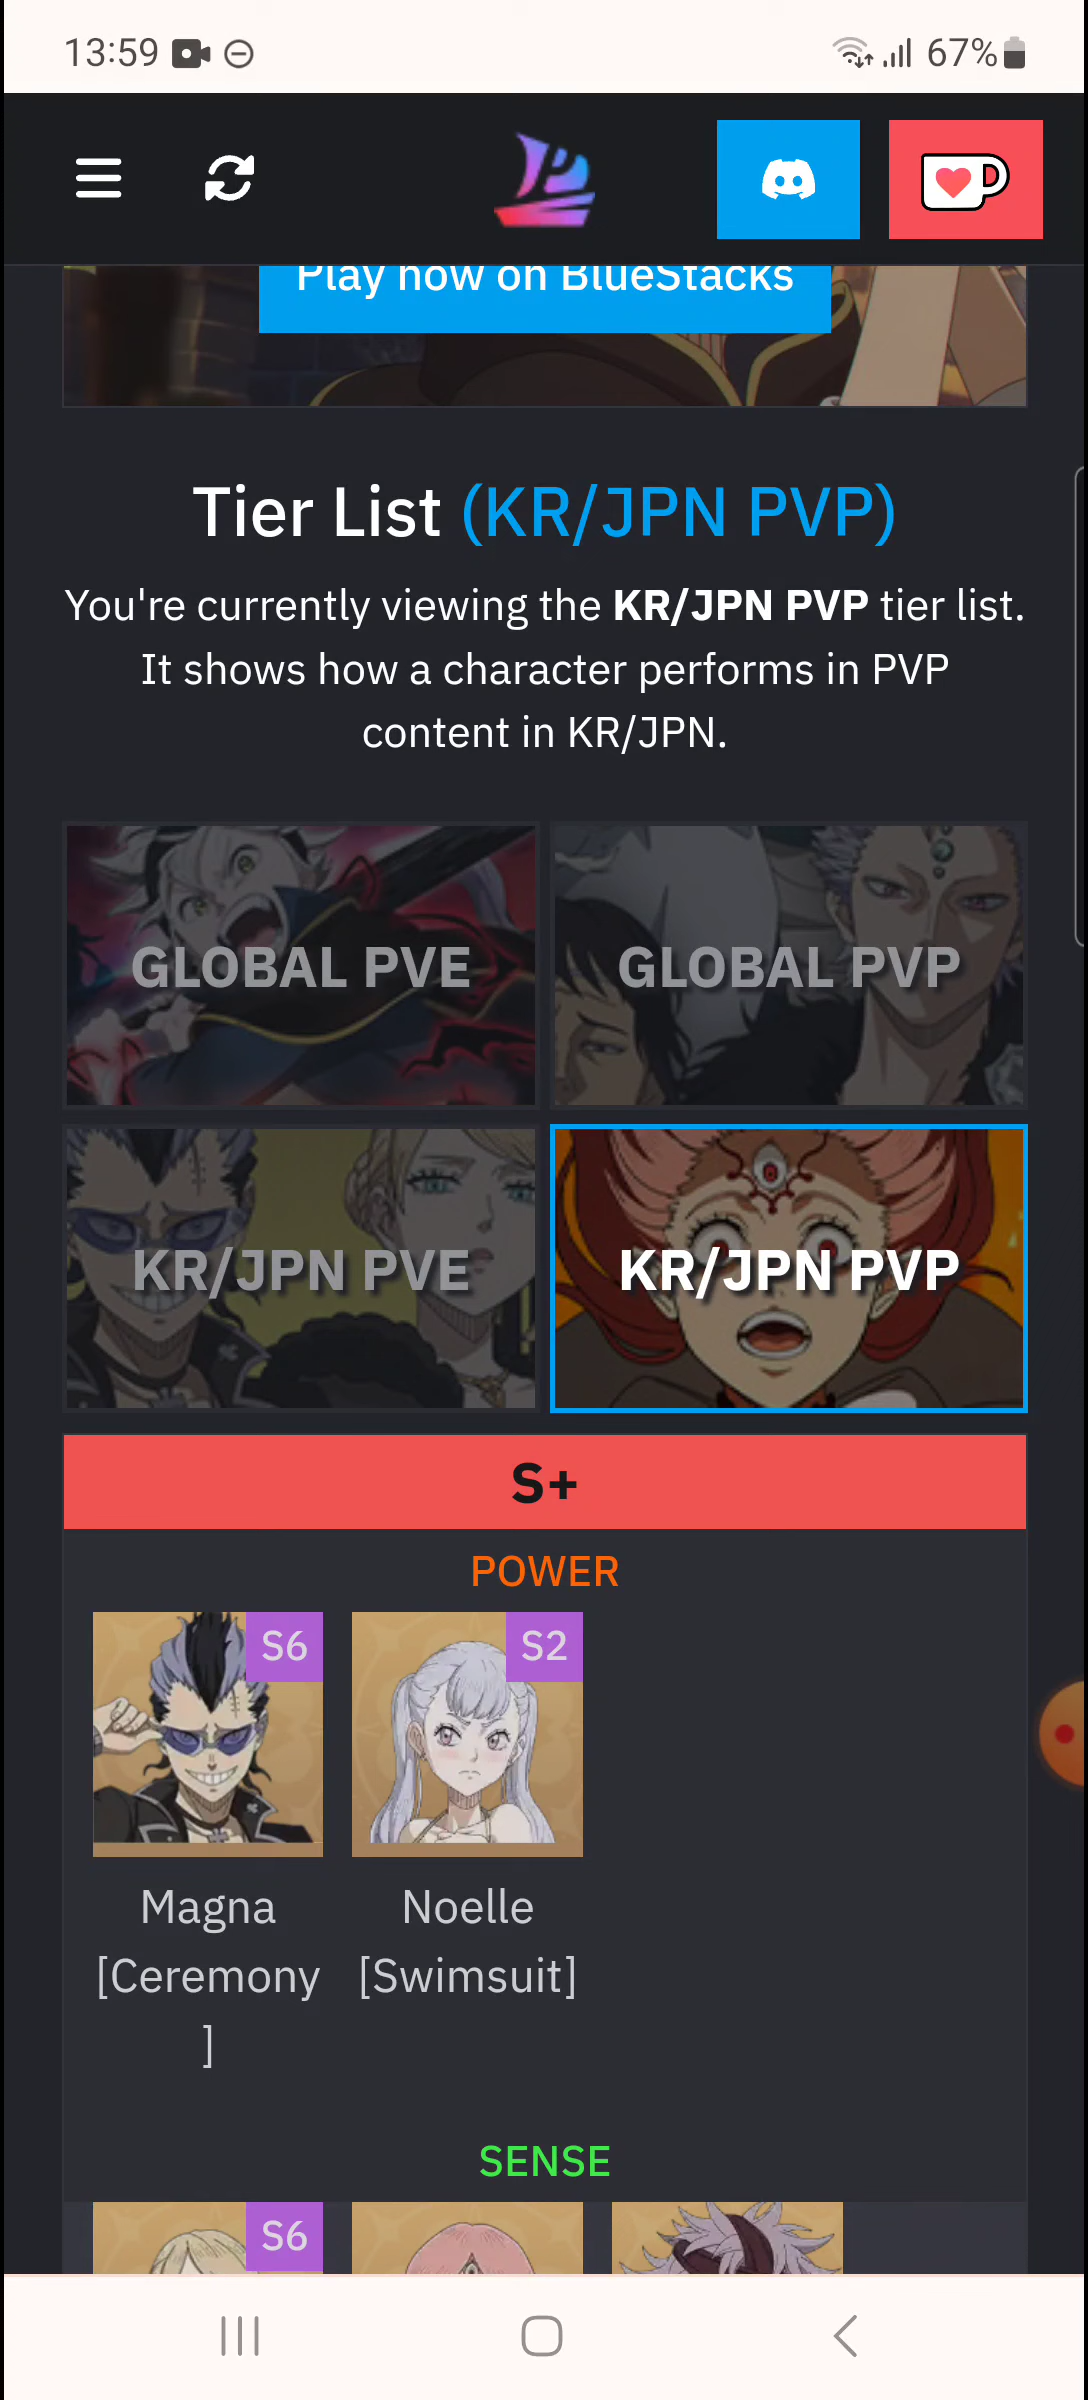 13:59
67%
Play now on BlueStacks
Tier List (KR/JPN PVP)
You're currently viewing the KR/JPN PVP tier list.
It shows how a character performs in PVP
content in KR/JPN.
GLOBAL PVE
GLOBAL PVP
KR/JPN PVE
KR/JPN PVP
S+
POWER
S6
S2
Magna
[Ceremony
]
Noelle
[Swimsuit]
SENSE
S6